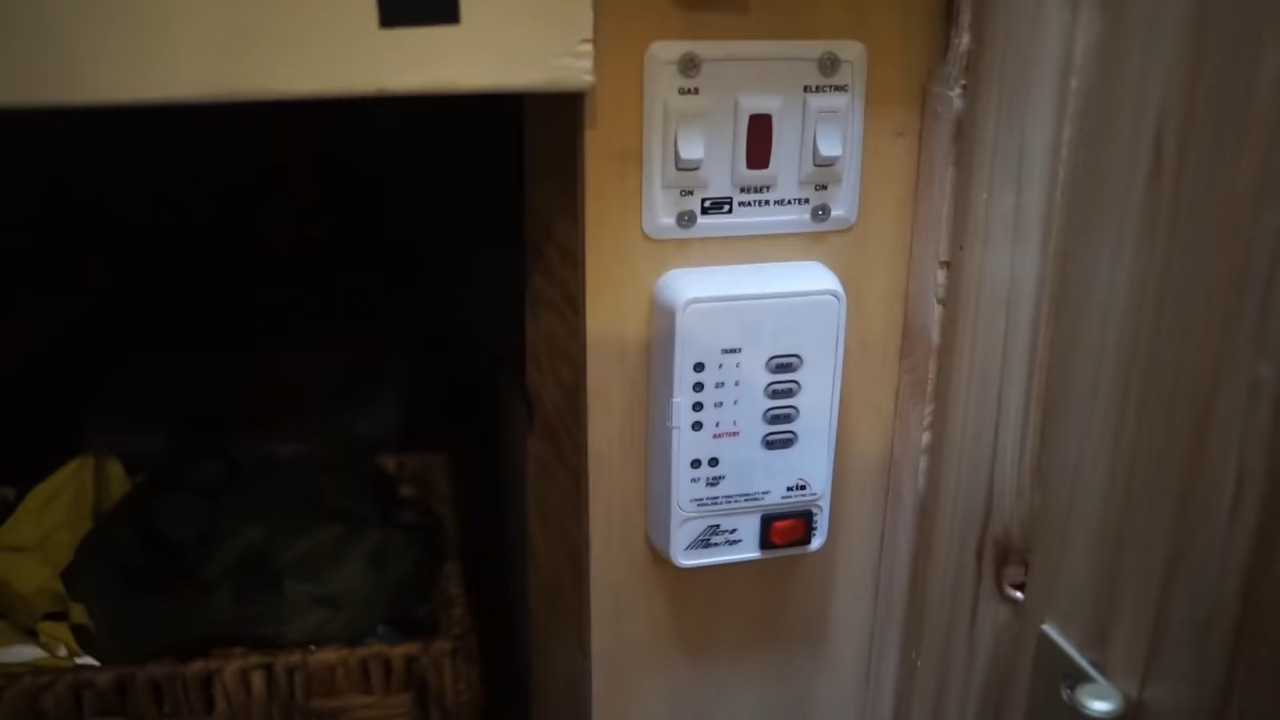 GAS ELECTRIC
ON RESET ON
S WATER HEATER
TANKS
F C
2/3 G
1/3 F
E L
BATTERY
GRAY
BLACK
FRESH
BATTERY
KIB
Micro
Monitor